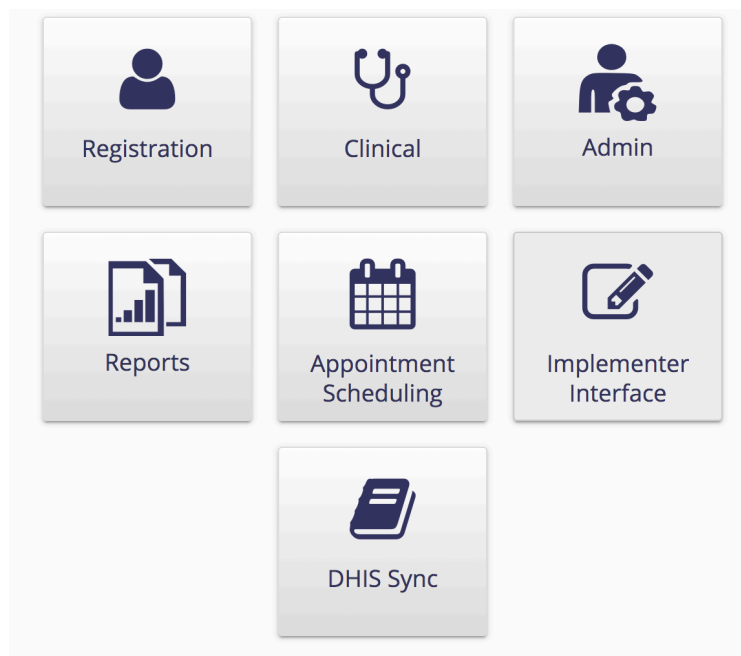 Registration
Clinical
Admin
Reports
Appointment
Scheduling
Implementer
Interface
DHIS Sync